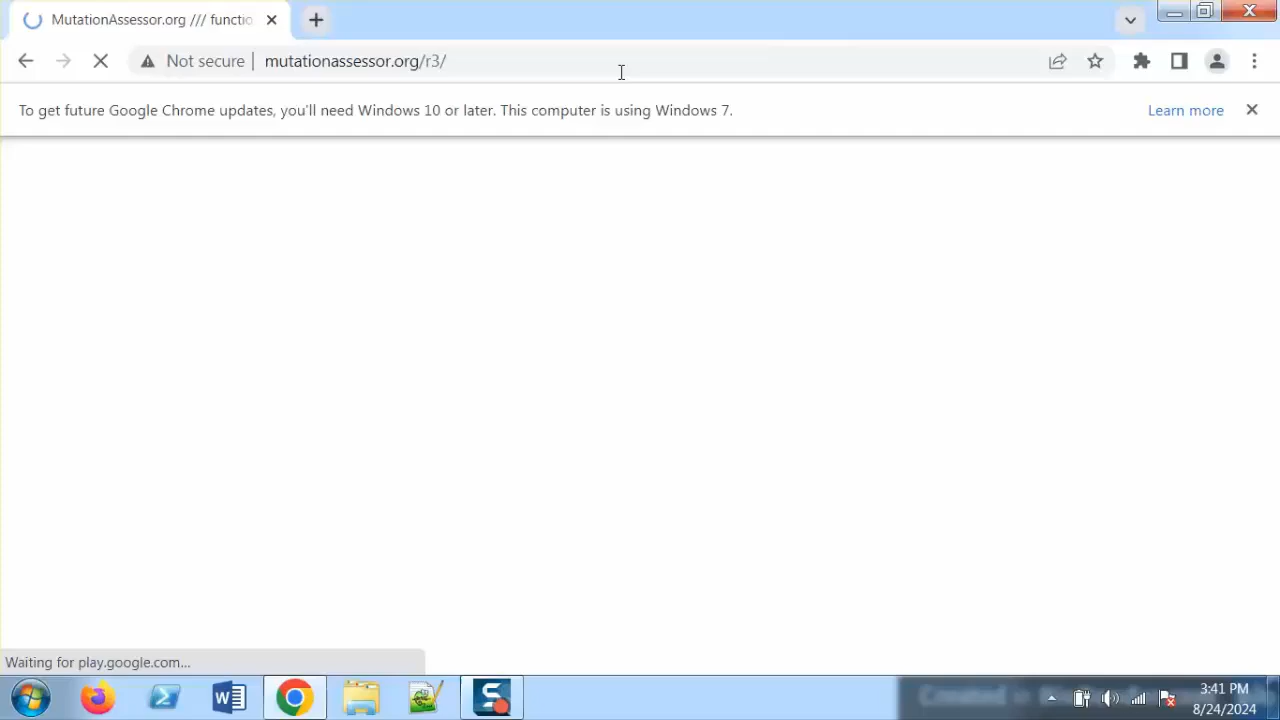 MutationAssessor.org /// functio
Not secure | mutationassessor.org/r3/
To get future Google Chrome updates, you'll need Windows 10 or later. This computer is using Windows 7.
Learn more
Waiting for play.google.com...
W
S
3:41 PM
8/24/2024
Created in